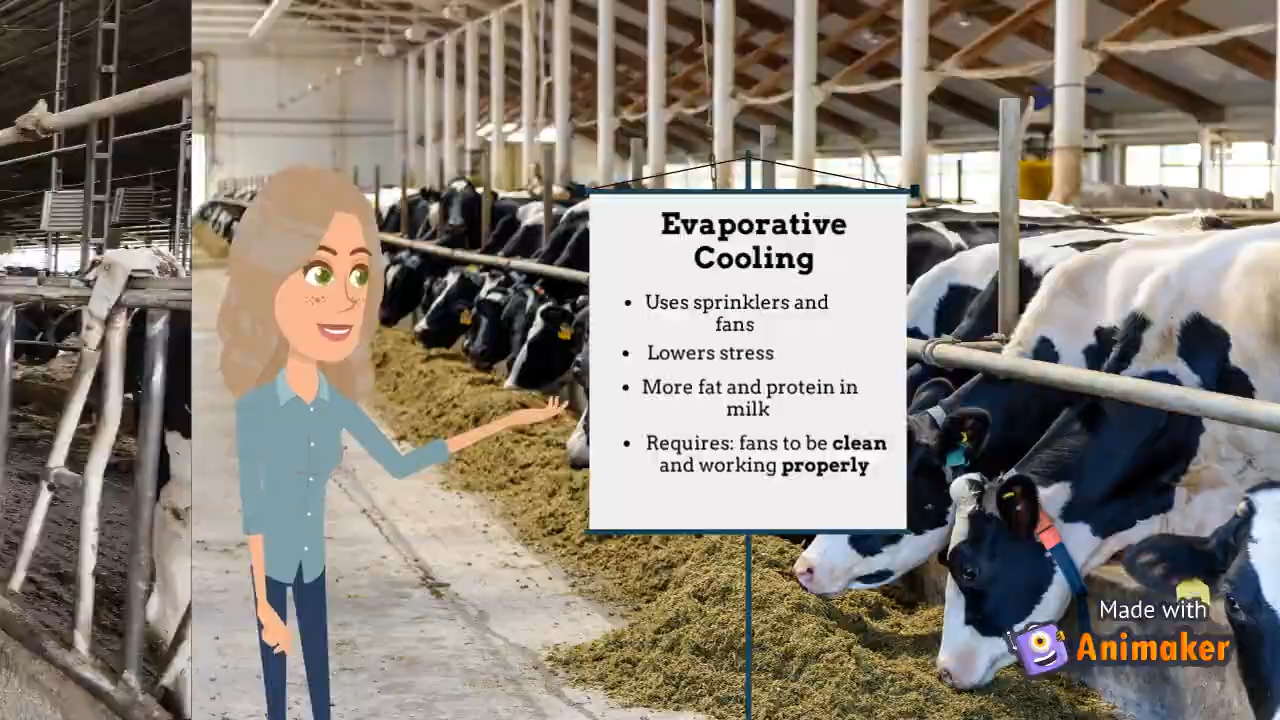 Evaporative
Cooling
• Uses sprinklers and
fans
• Lowers stress
• More fat and protein in
milk
• Requires: fans to be clean
and working properly
Made with
Animaker